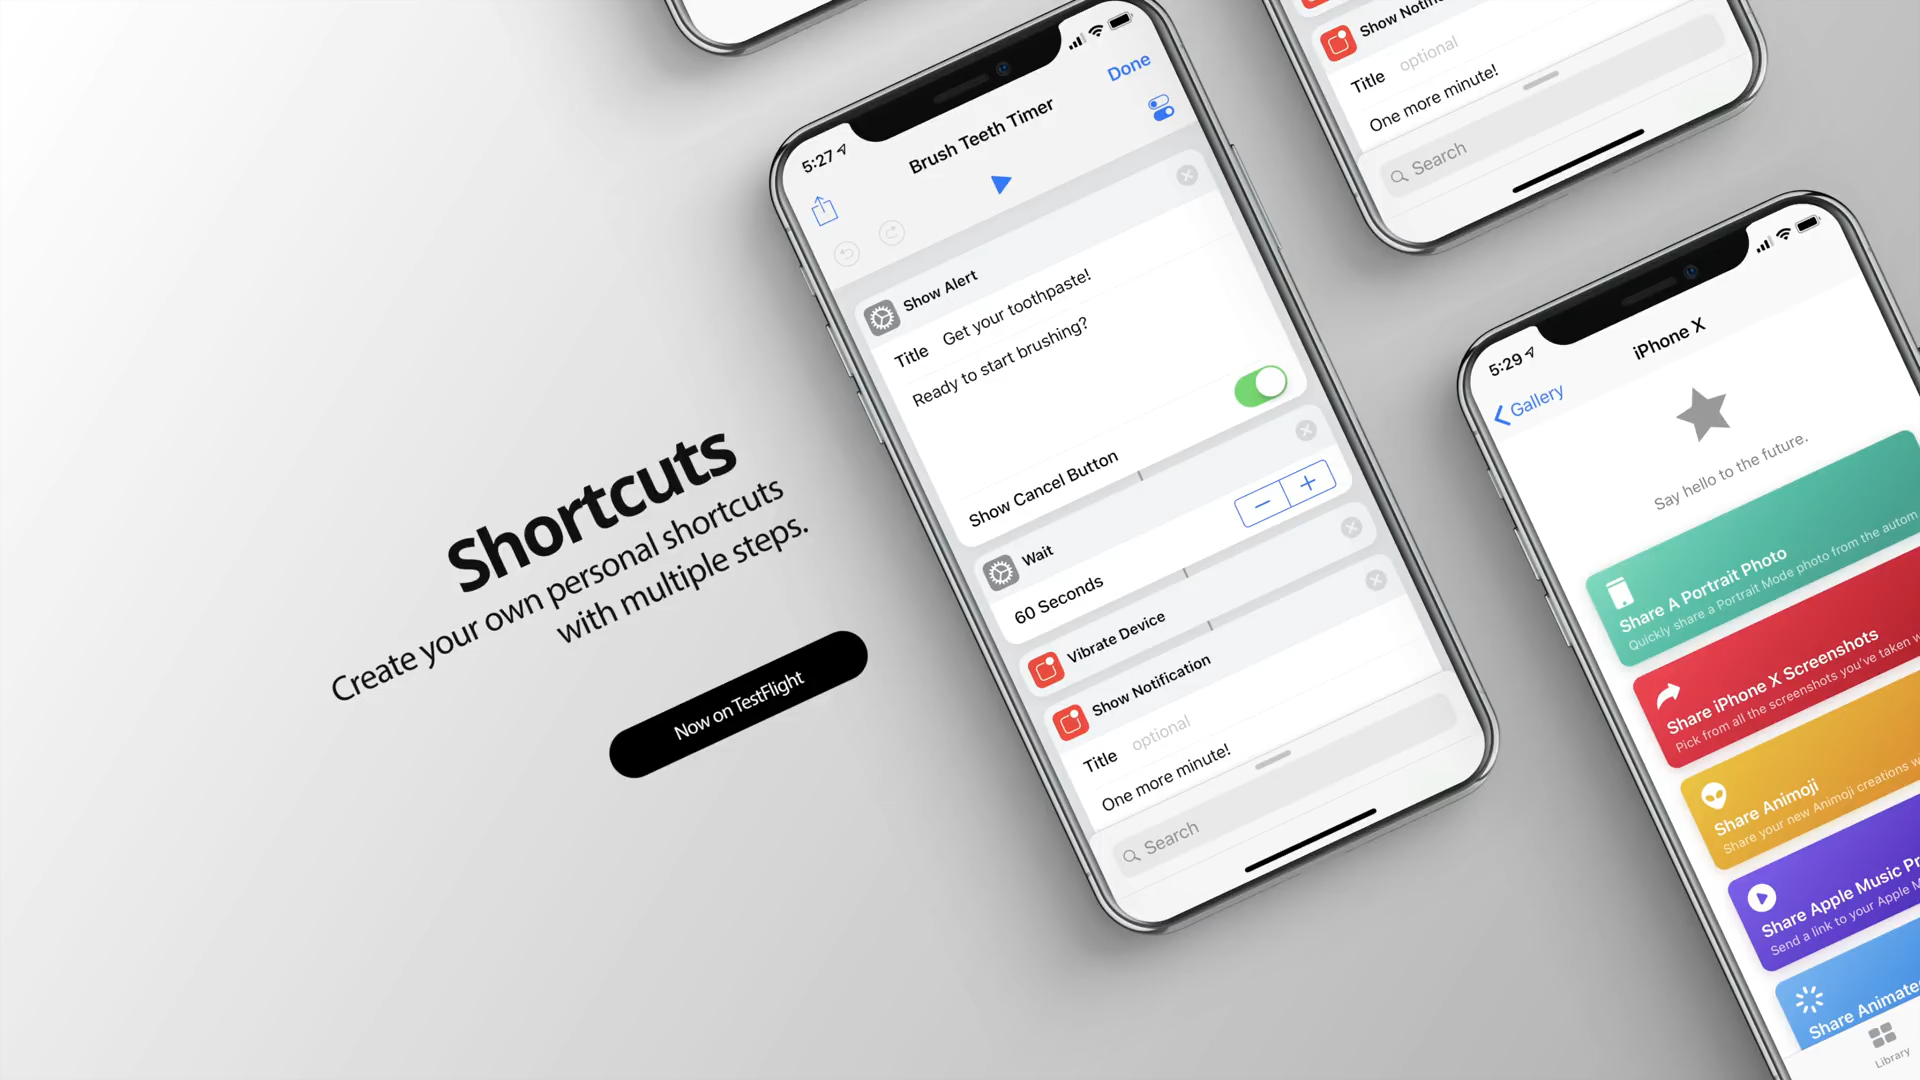 Shortcuts
Create your own personal shortcuts
with multiple steps.
Now on TestFlight
5:27
Done
Brush Teeth Timer
Show Alert
Title Get your toothpaste!
Ready to start brushing?
Show Cancel Button
Wait
60 Seconds
Vibrate Device
Show Notification
Title optional
One more minute!
Search
Show
Title optional
One more minute!
Search
5:29
iPhone X
Gallery
Say hello to the future.
Share A Portrait Photo
Quickly share a Portrait Mode photo from the autom
Share iPhone X Screenshots
Pick from all the screenshots you've taken
Share Animoji
Share your new Animoji creations
Share Apple Music
Send a link to your Apple
Share
Library